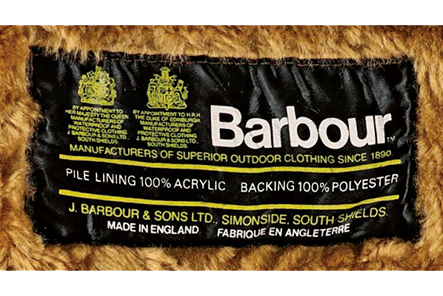 BY APPOINTMENT TO
HER MAJESTY THE QUEEN
MANUFACTURERS OF
WATERPROOF AND
PROTECTIVE CLOTHING
J. BARBOUR & SONS LTD.,
SOUTH SHIELDS.
BY APPOINTMENT TO H.R.H
THE DUKE OF EDINBURGH
MANUFACTURERS OF
WATERPROOF AND
PROTECTIVE CLOTHING
J. BARBOUR & SONS LTD.
SOUTH SHIELDS.
Barbour TM
MANUFACTURERS OF SUPERIOR OUTDOOR CLOTHING SINCE 1890
PILE LINING 100% ACRYLIC BACKING 100% POLYESTER
J. BARBOUR & SONS LTD., SIMONSIDE, SOUTH SHIELDS.
MADE IN ENGLAND FABRIQUE EN ANGLETERRE